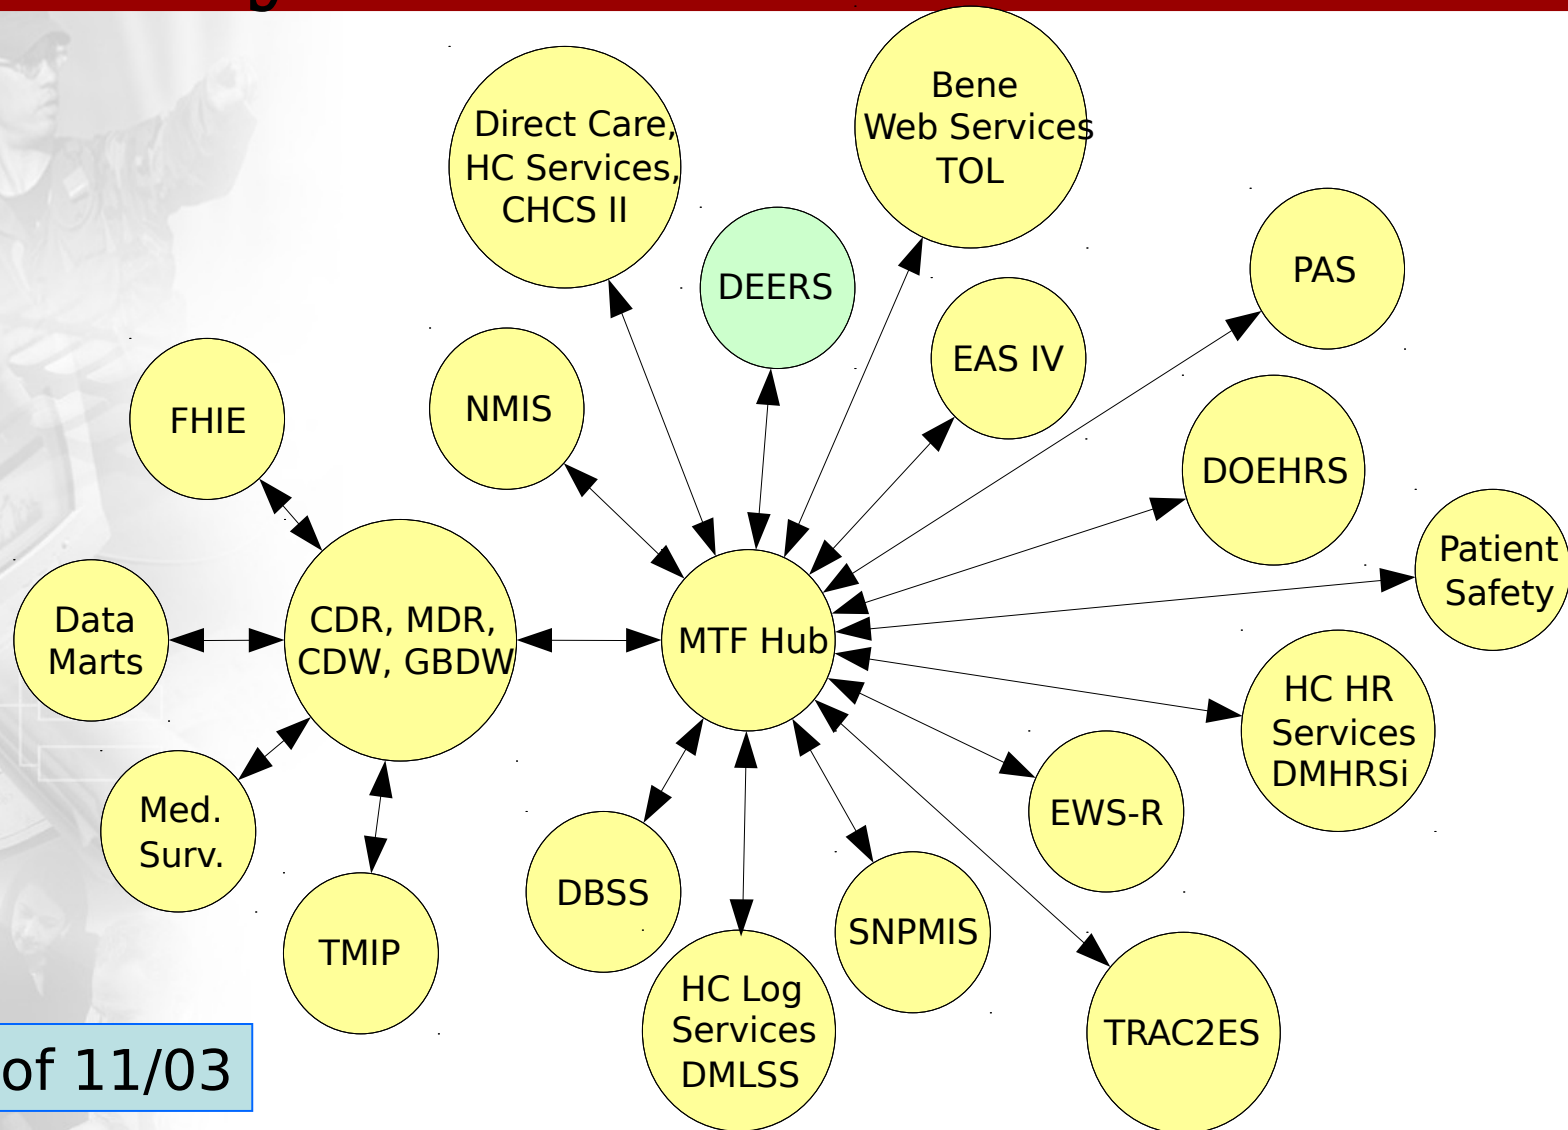 Direct Care,
HC Services,
CHCS II
Bene
Web Services
TOL
DEERS
PAS
EAS IV
NMIS
FHIE
DOEHRS
Patient
Safety
Data
Marts
CDR, MDR,
CDW, GBDW
MTF Hub
HC HR
Services
DMHRSi
Med.
Surv.
EWS-R
DBSS
SNPMIS
TMIP
HC Log
Services
DMLSS
TRAC2ES
of 11/03